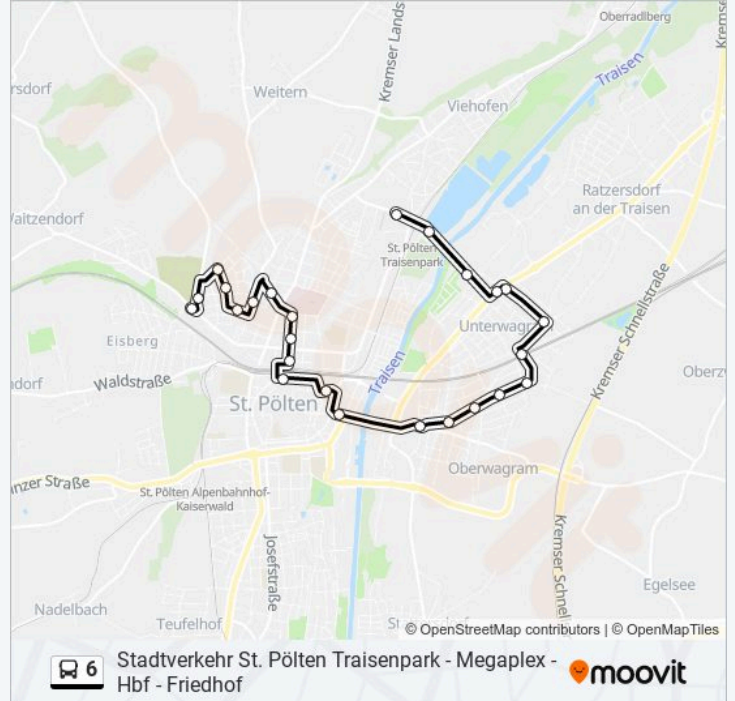 Oberradlberg
Kremser Lands
Traisen
Kremse
rsdorf
Weitern
Viehofen
Ratzersdorf
an der Traisen
aitzendorf
St. Pölten
Traisenpark
Unterwagr
Eisberg
Kremser Schnellstraße
Traisen
Waldstraße
dorf
Oberz
St. Pölten
Oberwagram
nzer Straße
St. Pölten Alpenbahnhof-
Kaiserwald
Josefstraße
Kremser Schnel
Egelsee
Nadelbach
Teufelhof
St
© OpenStreetMap contributors | © OpenMapTiles
6
Stadtverkehr St. Pölten Traisenpark - Megaplex -
Hbf - Friedhof
moovit